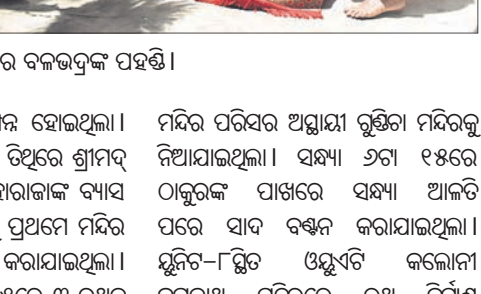 ର ବଳଭଦ୍ରଙ୍କ ପହଣ୍ଡି।
ନ୍ନ ହୋଇଥିଲା।
ତିଥିରେ ଶ୍ରୀମଦ୍
ହାରାଜାଙ୍କ ବ୍ୟାସ
ପ୍ରଥମେ ମନ୍ଦିର
କରାଯାଇଥିଲା।
ମନ୍ଦିର ପରିସର ଅସ୍ଥାୟୀ ଗୁଣ୍ଡିଚା ମନ୍ଦିରକୁ
ନିଆଯାଇଥିଲା। ସନ୍ଧ୍ୟା ୬ଟା ୧୫ରେ
ଠାକୁରଙ୍କ ପାଖରେ ସନ୍ଧ୍ୟା ଆଳତି
ପରେ ସାଦ ବଣ୍ଟନ କରାଯାଇଥିଲା।
ୟୁନିଟ-୮ସ୍ଥିତ ଓୟୁଏଟି କଲୋନୀ